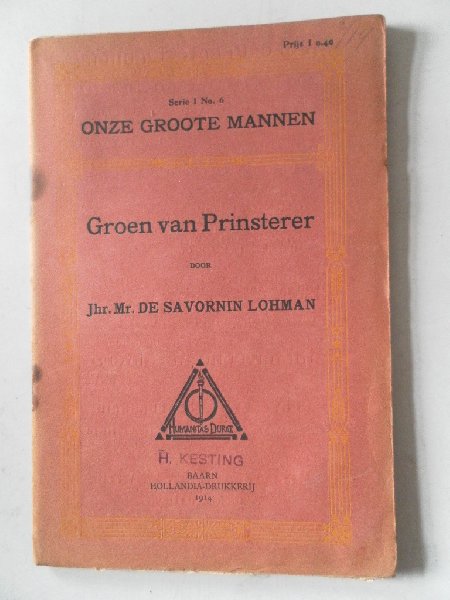 Prijs f 0.40
Serie I No. 6
ONZE GROOTE MANNEN
Groen van Prinsterer
DOOR
Jhr. Mr. DE SAVORNIN LOHMAN
HUMANITAS DURGT
H. KESTING
BAARN
HOLLANDIA-DRUKKERIJ
1914